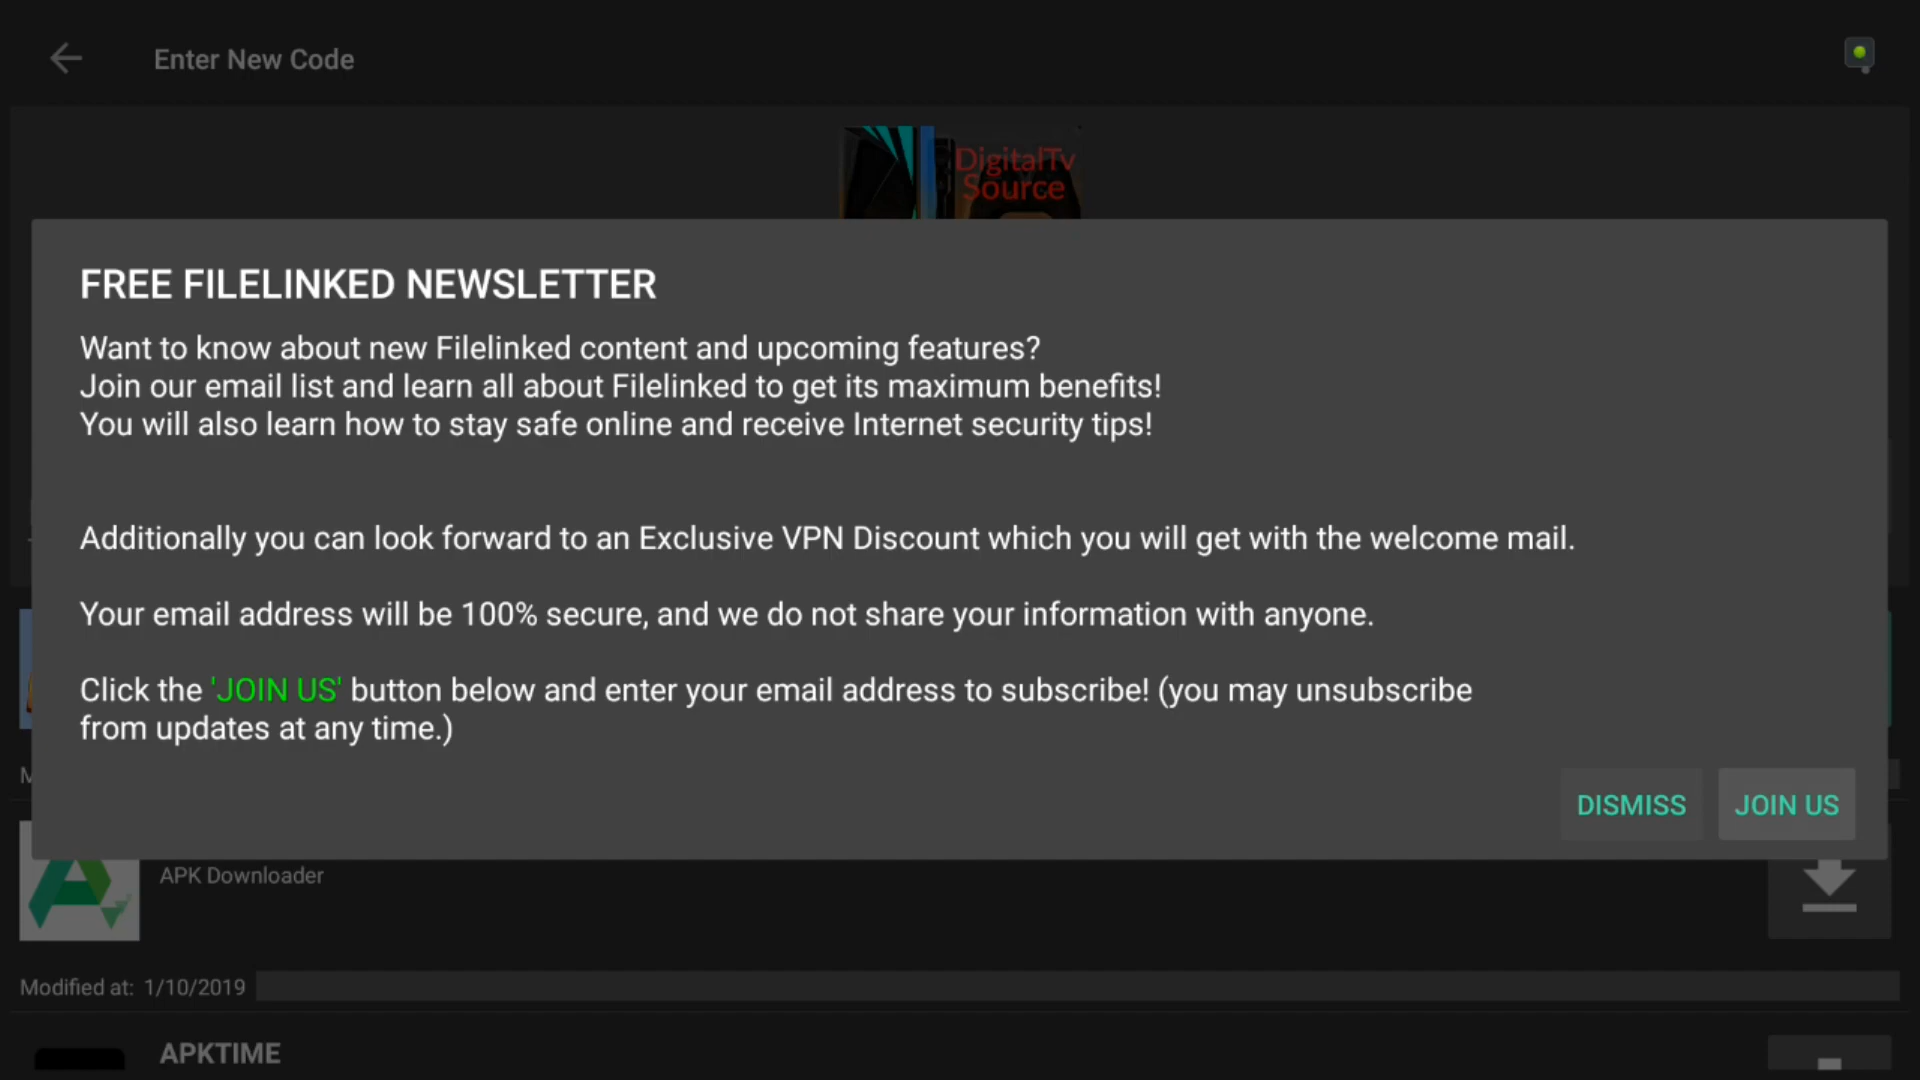 Enter New Code
DigitalTv
Source
FREE FILELINKED NEWSLETTER
Want to know about new Filelinked content and upcoming features?
Join our email list and learn all about Filelinked to get its maximum benefits!
You will also learn how to stay safe online and receive Internet security tips!
Additionally you can look forward to an Exclusive VPN Discount which you will get with the welcome mail.
Your email address will be 100% secure, and we do not share your information with anyone.
Click the 'JOIN US' button below and enter your email address to subscribe! (you may unsubscribe
from updates at any time.)
DISMISS JOIN US
APK Downloader
Modified at: 1/10/2019
APKTIME